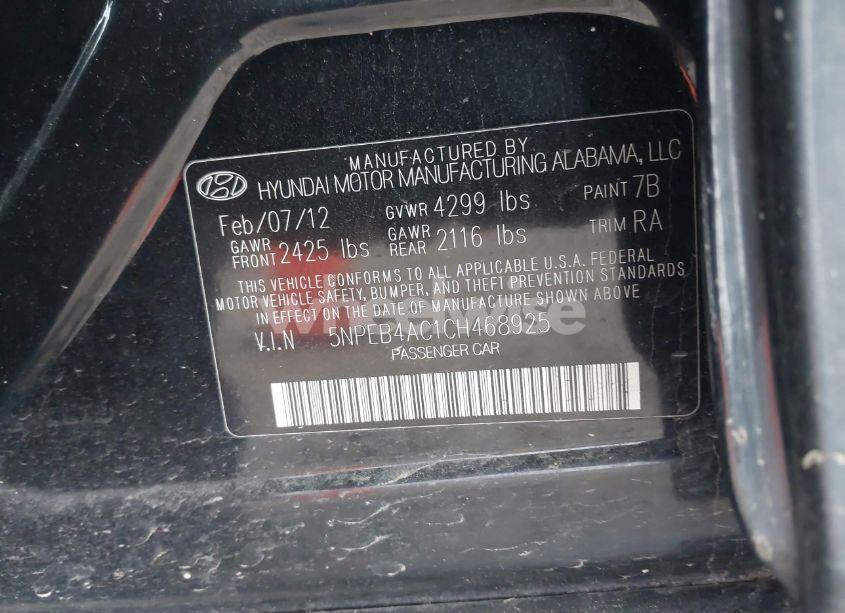 MANUFACTURED BY
HYUNDAI MOTOR MANUFACTURING ALABAMA, LLC
Feb/07/12 GVWR 4299 lbs PAINT 7B
GAWR FRONT 2425 lbs GAWR REAR 2116 lbs TRIM RA
THIS VEHICLE CONFORMS TO ALL APPLICABLE U.S.A. FEDERAL
MOTOR VEHICLE SAFETY, BUMPER, AND THEFT PREVENTION STANDARDS
IN EFFECT ON THE DATE OF MANUFACTURE SHOWN ABOVE
V.I.N 5NPEB4AC1CH468925
PASSENGER CAR